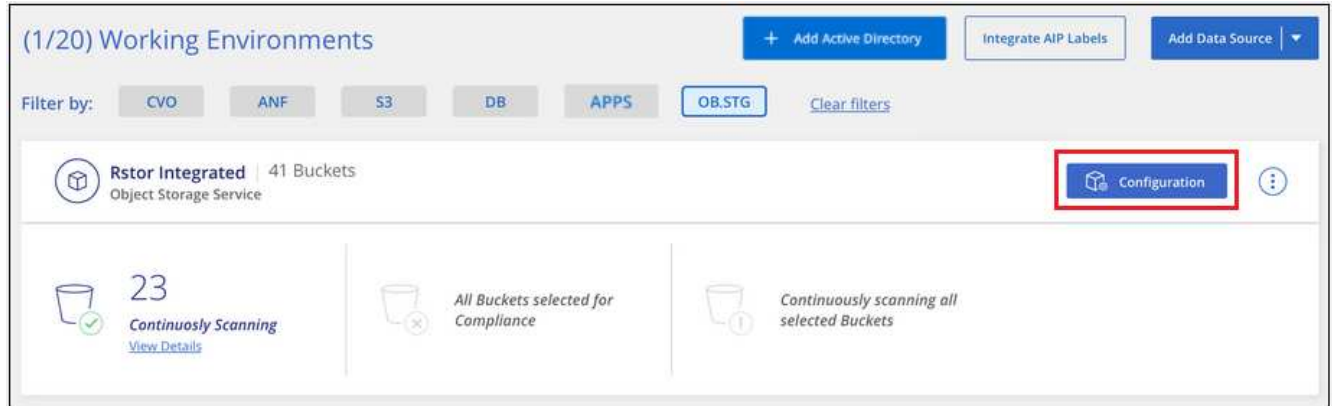 (1/20) Working Environments
+ Add Active Directory
Integrate AIP Labels
Add Data Source
Filter by:
CVO
ANF
S3
DB
APPS
OB.STG
Clear filters
Rstor Integrated | 41 Buckets
Object Storage Service
Configuration
23
Continuosly Scanning
View Details
All Buckets selected for
Compliance
Continuously scanning all
selected Buckets